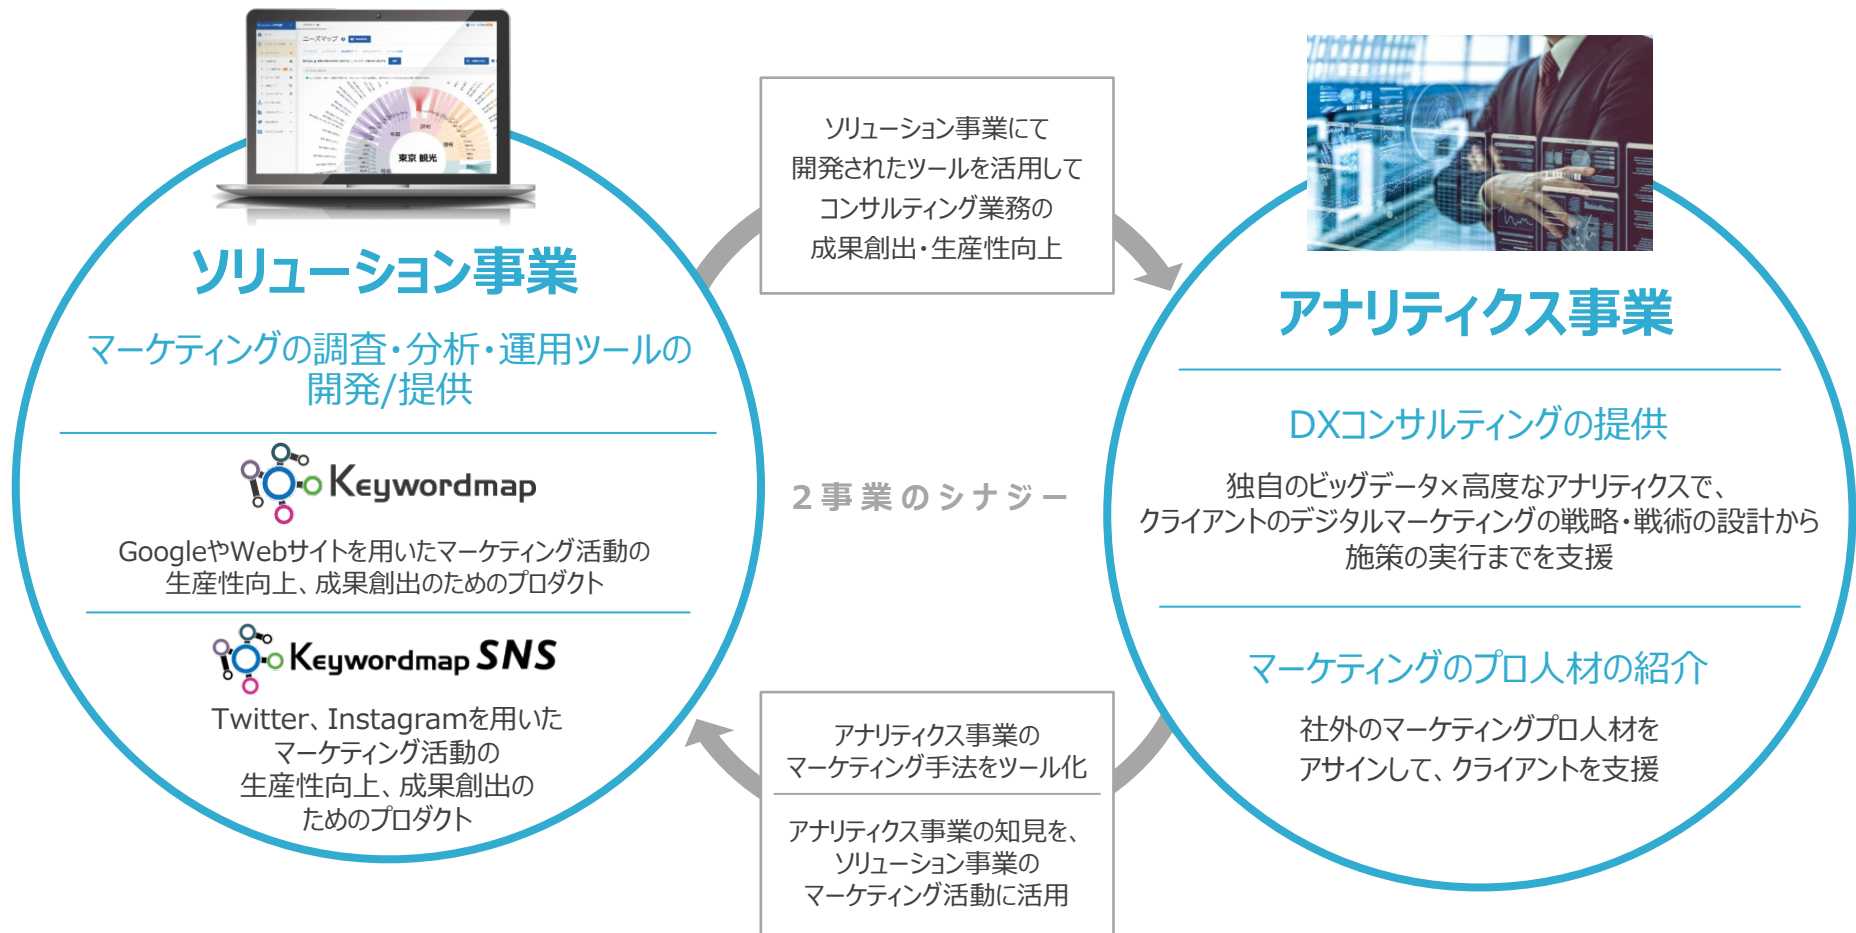 ニーズマップ
東京 観光
ソリューション事業
マーケティングの調査・分析・運用ツールの
開発/提供
Keywordmap
GoogleやWebサイトを用いたマーケティング活動の
生産性向上、成果創出のためのプロダクト
Keywordmap SNS
Twitter、Instagramを用いた
マーケティング活動の
生産性向上、成果創出の
ためのプロダクト
ソリューション事業にて
開発されたツールを活用して
コンサルティング業務の
成果創出・生産性向上
2事業のシナジー
アナリティクス事業の
マーケティング手法をツール化
アナリティクス事業の知見を、
ソリューション事業の
マーケティング活動に活用
アナリティクス事業
DXコンサルティングの提供
独自のビッグデータ×高度なアナリティクスで、
クライアントのデジタルマーケティングの戦略・戦術の設計から
施策の実行までを支援
マーケティングのプロ人材の紹介
社外のマーケティングプロ人材を
アサインして、クライアントを支援